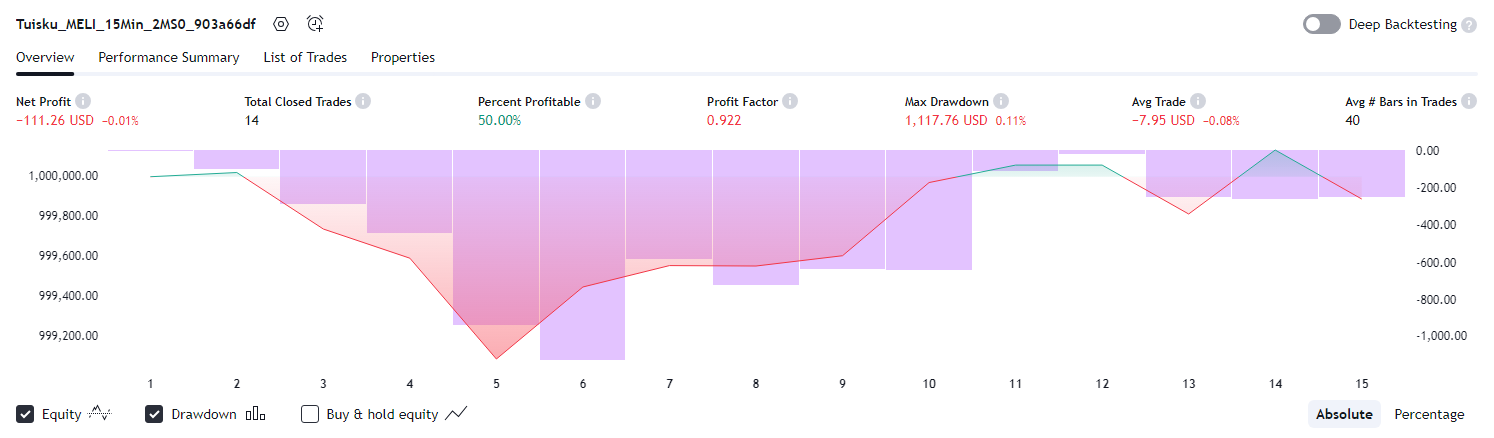 Tuisku_MELI_15Min_2MS0_903a66df Deep Backtesting
Overview Performance Summary List of Trades Properties
Net Profit Total Closed Trades Percent Profitable Profit Factor Max Drawdown Avg Trade Avg # Bars in Trades
−111.26 USD −0.01% 14 50.00% 0.922 1,117.76 USD 0.11% −7.95 USD −0.08% 40
0.00
1,000,000.00
-200.00
999,800.00
-400.00
999,600.00
-600.00
999,400.00
-800.00
999,200.00 -1,000.00
1 2 3 4 5 6 7 8 9 10 11 12 13 14 15
Equity Drawdown Buy & hold equity Absolute Percentage